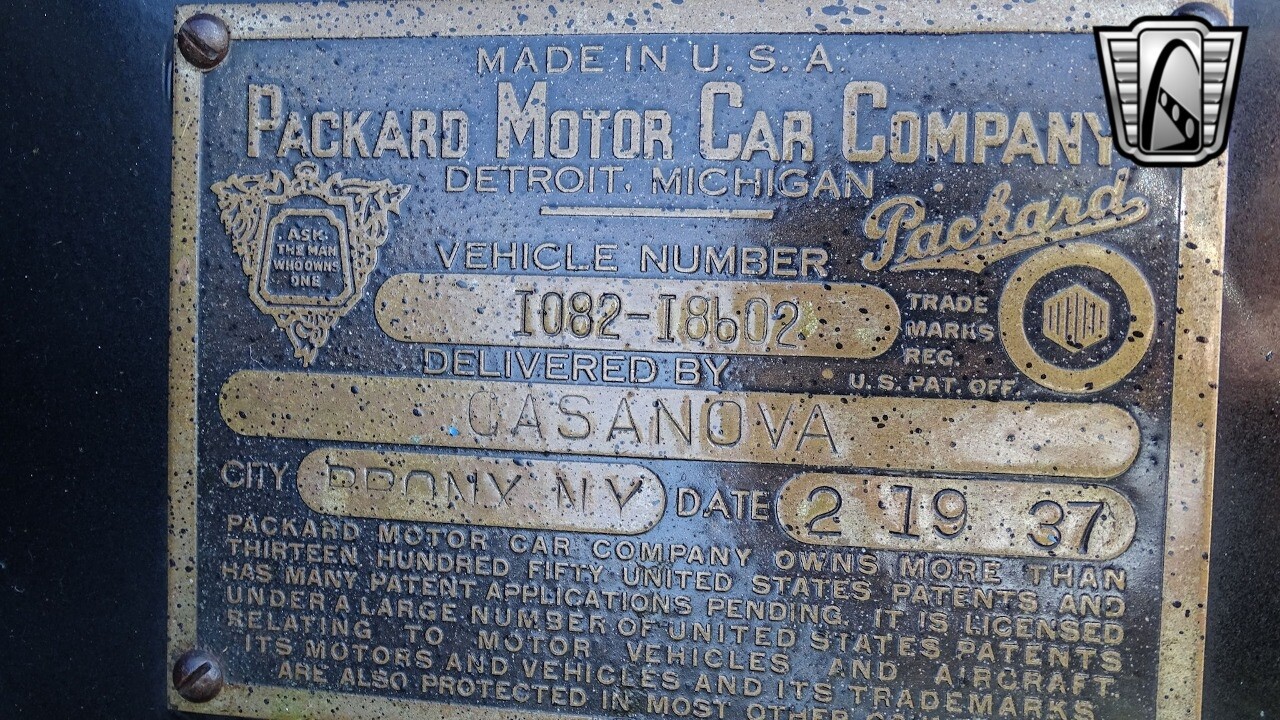 MADE IN U. S. A.
PACKARD MOTOR CAR COMPANY
DETROIT, MICHIGAN
Packard
ASK
THE MAN
WHO OWNS
ONE
VEHICLE NUMBER
1082-18602
TRADE
MARKS
REG.
U.S. PAT. OFF.
DELIVERED BY
CASANOVA
CITY BRONX NY DATE 2 19 37
PACKARD MOTOR CAR COMPANY OWNS MORE THAN
THIRTEEN HUNDRED FIFTY UNITED STATES PATENTS AND
HAS MANY PATENT APPLICATIONS PENDING. IT IS LICENSED
UNDER A LARGE NUMBER OF UNITED STATES PATENTS
RELATING TO MOTOR VEHICLES AND AIRCRAFT.
ITS MOTORS AND VEHICLES AND ITS TRADEMARKS
ARE ALSO PROTECTED IN MOST OTHER